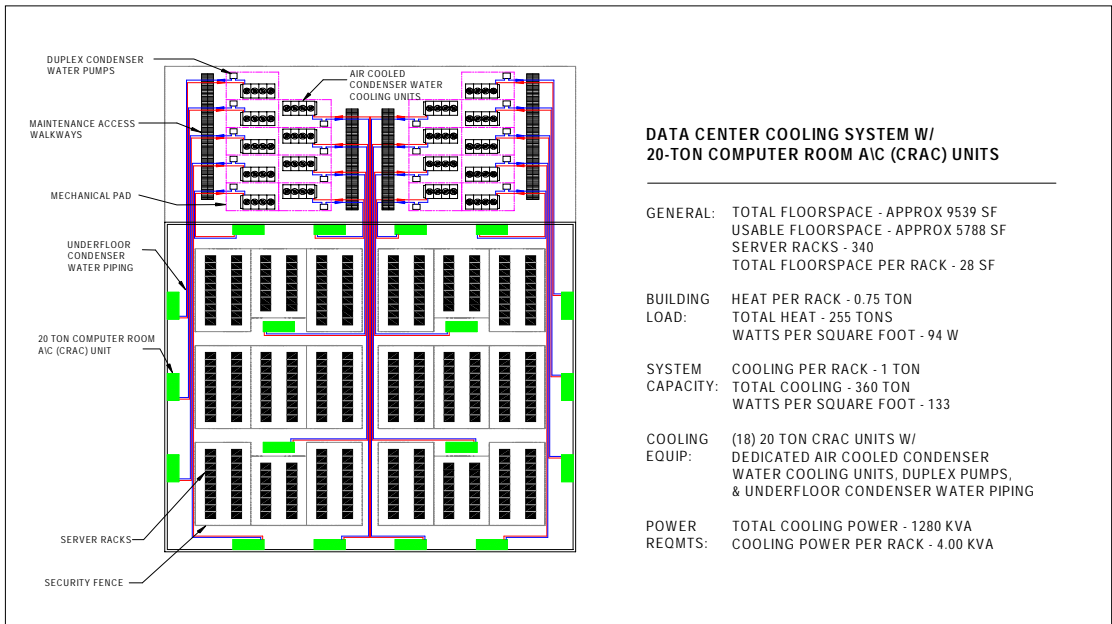 DUPLEX CONDENSER
WATER PUMPS
AIR COOLED
CONDENSER WATER
COOLING UNITS
MAINTENANCE ACCESS
WALKWAYS
MECHANICAL PAD
UNDERFLOOR
CONDENSER
WATER PIPING
20 TON COMPUTER ROOM
A\C (CRAC) UNIT
SERVER RACKS
SECURITY FENCE
DATA CENTER COOLING SYSTEM W/
20-TON COMPUTER ROOM A\C (CRAC) UNITS
GENERAL: TOTAL FLOORSPACE - APPROX 9539 SF
USABLE FLOORSPACE - APPROX 5788 SF
SERVER RACKS - 340
TOTAL FLOORSPACE PER RACK - 28 SF
BUILDING HEAT PER RACK - 0.75 TON
LOAD: TOTAL HEAT - 255 TONS
WATTS PER SQUARE FOOT - 94 W
SYSTEM COOLING PER RACK - 1 TON
CAPACITY: TOTAL COOLING - 360 TON
WATTS PER SQUARE FOOT - 133
COOLING (18) 20 TON CRAC UNITS W/
EQUIP: DEDICATED AIR COOLED CONDENSER
WATER COOLING UNITS, DUPLEX PUMPS,
& UNDERFLOOR CONDENSER WATER PIPING
POWER TOTAL COOLING POWER - 1280 KVA
REQMTS: COOLING POWER PER RACK - 4.00 KVA